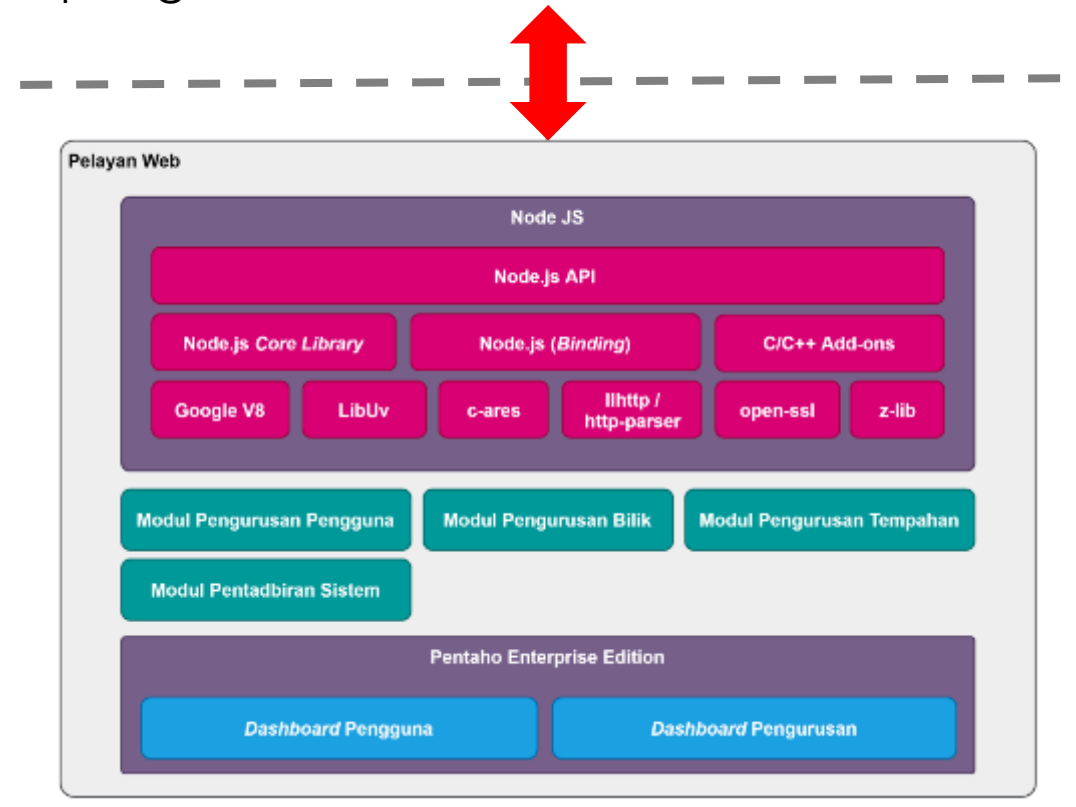 Pelayan Web
Node JS
Node.js API
Node.js Core Library
Node.js (Binding)
C/C++ Add-ons
Google V8
LibUv
c-ares
llhttp /
http-parser
open-ssl
z-lib
Modul Pengurusan Pengguna
Modul Pengurusan Bilik
Modul Pengurusan Tempahan
Modul Pentadbiran Sistem
Pentaho Enterprise Edition
Dashboard Pengguna
Dashboard Pengurusan